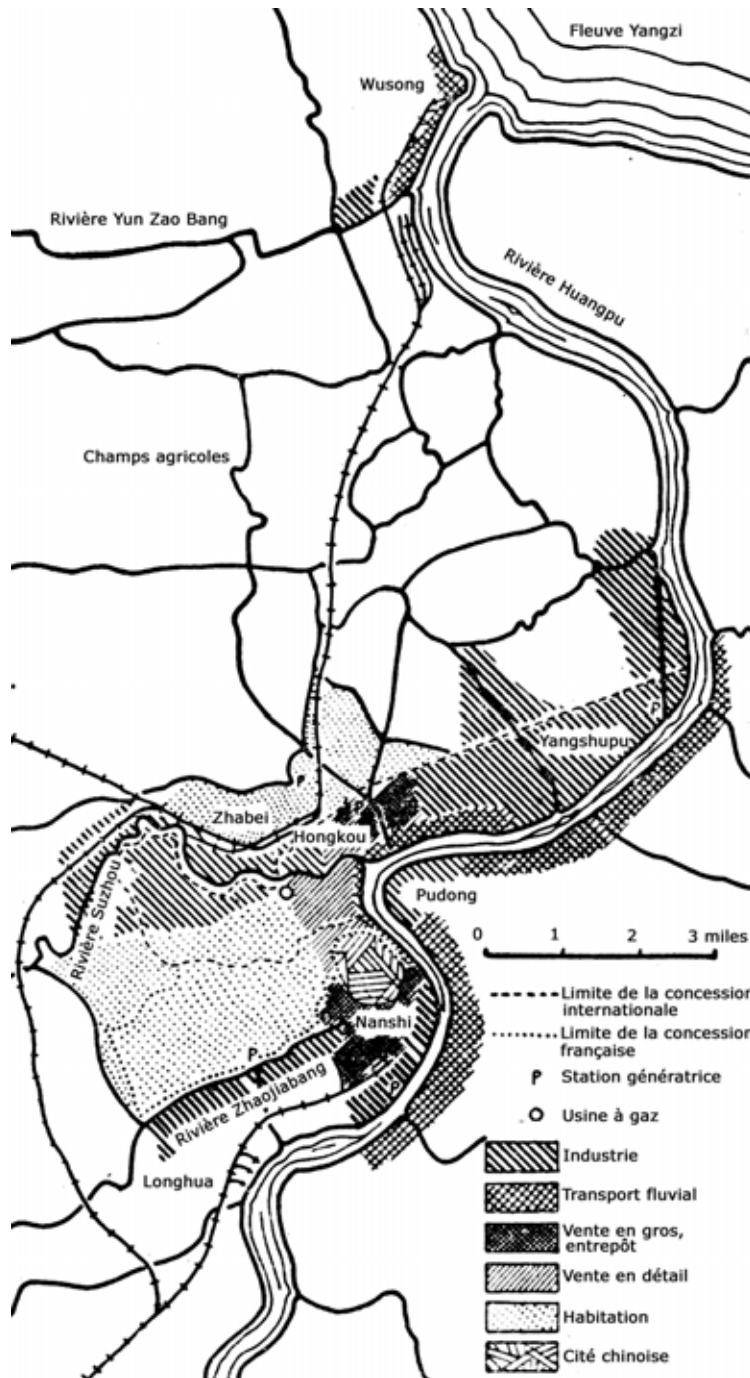 Fleuve Yangzi
Wusong
Rivière Yun Zao Bang
Rivière Huangpu
Champs agricoles
Yangshupu
P
P
Zhabei
P
Hongkou
Pudong
Rivière Suzhou
0 1 2 3 miles
Nanshi
P
Rivière Zhaojiabang
P
Longhua
Limite de la concession
internationale
Limite de la concession
française
P Station génératrice
Usine à gaz
Industrie
Transport fluvial
Vente en gros,
entrepôt
Vente en détail
Habitation
Cité chinoise